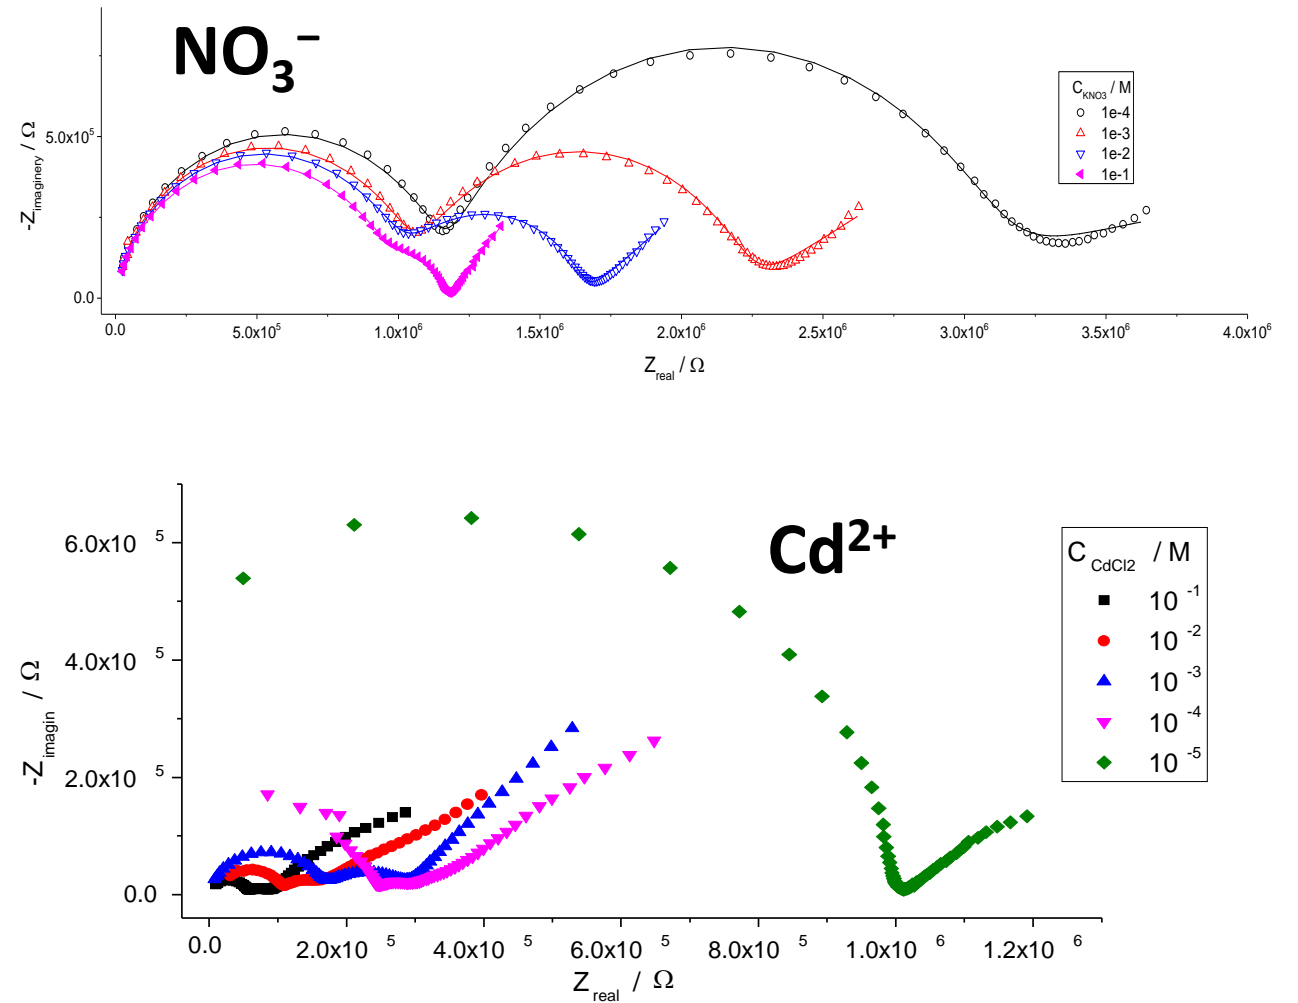 NO3−
-Zimaginery / Ω
5.0x10^5
0.0
CKNO3 / M
1e-4
1e-3
1e-2
1e-1
0.0 5.0x10^5 1.0x10^6 1.5x10^6 2.0x10^6 2.5x10^6 3.0x10^6 3.5x10^6 4.0x10^6
Zreal / Ω
Cd2+
-Zimagin / Ω
6.0x10 5
4.0x10 5
2.0x10 5
0.0
C CdCl2 / M
10 -1
10 -2
10 -3
10 -4
10 -5
0.0 2.0x10 5 4.0x10 5 6.0x10 5 8.0x10 5 1.0x10 6 1.2x10 6
Z real / Ω